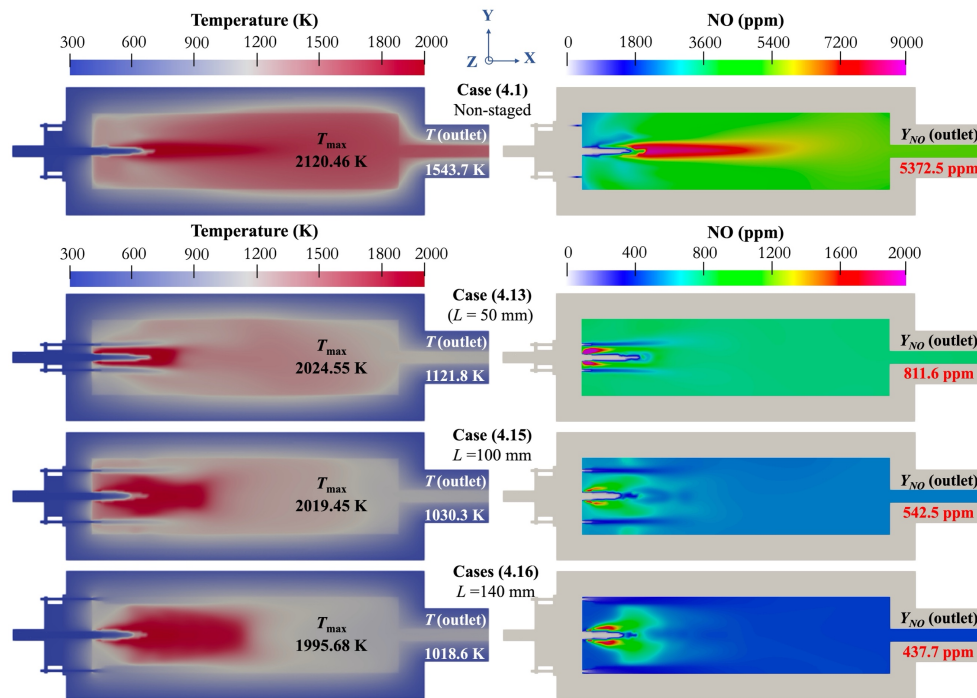 Temperature (K)
300 600 900 1200 1500 1800 2000
Y
Z X
NO (ppm)
0 1800 3600 5400 7200 9000
Case (4.1)
Non-staged
T_max
2120.46 K
T (outlet)
1543.7 K
Y_NO (outlet)
5372.5 ppm
Temperature (K)
300 600 900 1200 1500 1800 2000
NO (ppm)
0 400 800 1200 1600 2000
Case (4.13)
(L = 50 mm)
T_max
2024.55 K
T (outlet)
1121.8 K
Y_NO (outlet)
811.6 ppm
Case (4.15)
L =100 mm
T_max
2019.45 K
T (outlet)
1030.3 K
Y_NO (outlet)
542.5 ppm
Cases (4.16)
L =140 mm
T_max
1995.68 K
T (outlet)
1018.6 K
Y_NO (outlet)
437.7 ppm